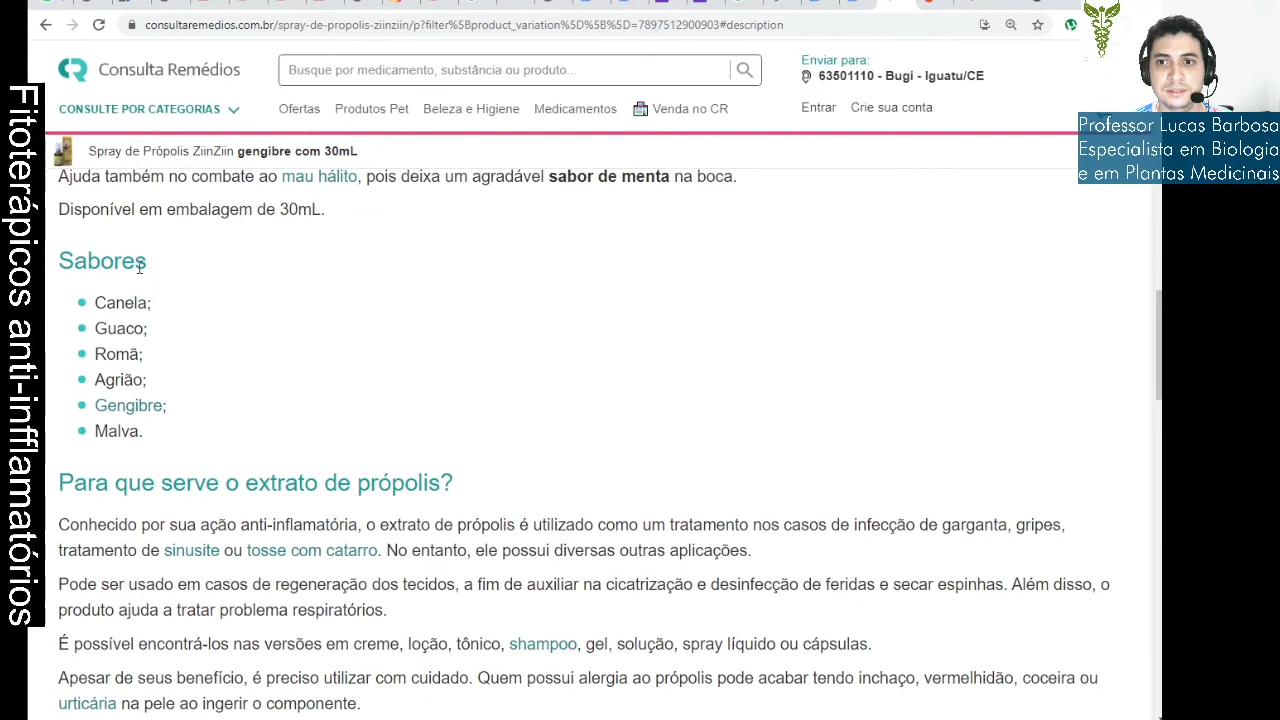 consultaremedios.com.br/spray-de-propolis-ziinziin/p?filter%5Bproduct_variation%5D%5B%5D=7897512900903#description
Consulta Remédios
Busque por medicamento, substância ou produto...
Enviar para:
63501110 - Bugi - Iguatu/CE
CONSULTE POR CATEGORIAS
Ofertas Produtos Pet Beleza e Higiene Medicamentos Venda no CR
Entrar Crie sua conta
Professor Lucas Barbosa
Especialista em Biologia
e em Plantas Medicinais
Fitoterápicos anti-infflamatórios
Spray de Própolis ZiinZiin gengibre com 30mL
Ajuda também no combate ao mau hálito, pois deixa um agradável sabor de menta na boca.
Disponível em embalagem de 30mL.
Sabores
Canela;
Guaco;
Romã;
Agrião;
Gengibre;
Malva.
Para que serve o extrato de própolis?
Conhecido por sua ação anti-inflamatória, o extrato de própolis é utilizado como um tratamento nos casos de infecção de garganta, gripes,
tratamento de sinusite ou tosse com catarro. No entanto, ele possui diversas outras aplicações.
Pode ser usado em casos de regeneração dos tecidos, a fim de auxiliar na cicatrização e desinfecção de feridas e secar espinhas. Além disso, o
produto ajuda a tratar problema respiratórios.
É possível encontrá-los nas versões em creme, loção, tônico, shampoo, gel, solução, spray líquido ou cápsulas.
Apesar de seus benefício, é preciso utilizar com cuidado. Quem possui alergia ao própolis pode acabar tendo inchaço, vermelhidão, coceira ou
urticária na pele ao ingerir o componente.